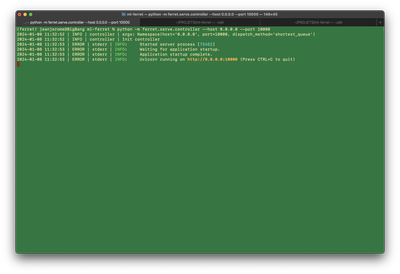 ml-ferret — python -m ferret.serve.controller --host 0.0.0.0 --port 10000 — 148×45
python -m ferret.serve.controller --host 0.0.0.0 --port 10000
(ferret) jaeyjeonmo@BigBang ml-ferret % python -m ferret.serve.controller --host 0.0.0.0 --port 10000
2024-01-08 11:32:52 | INFO | controller | args: Namespace(host='0.0.0.0', port=10000, dispatch_method='shortest_queue')
2024-01-08 11:32:52 | INFO | controller | Init controller
2024-01-08 11:32:53 | ERROR | stderr | INFO: Started server process
2024-01-08 11:32:53 | ERROR | stderr | INFO: Waiting for application startup.
2024-01-08 11:32:53 | ERROR | stderr | INFO: Application startup complete.
2024-01-08 11:32:53 | ERROR | stderr | INFO: Uvicorn running on http://0.0.0.0:10000 (Press CTRL+C to quit)